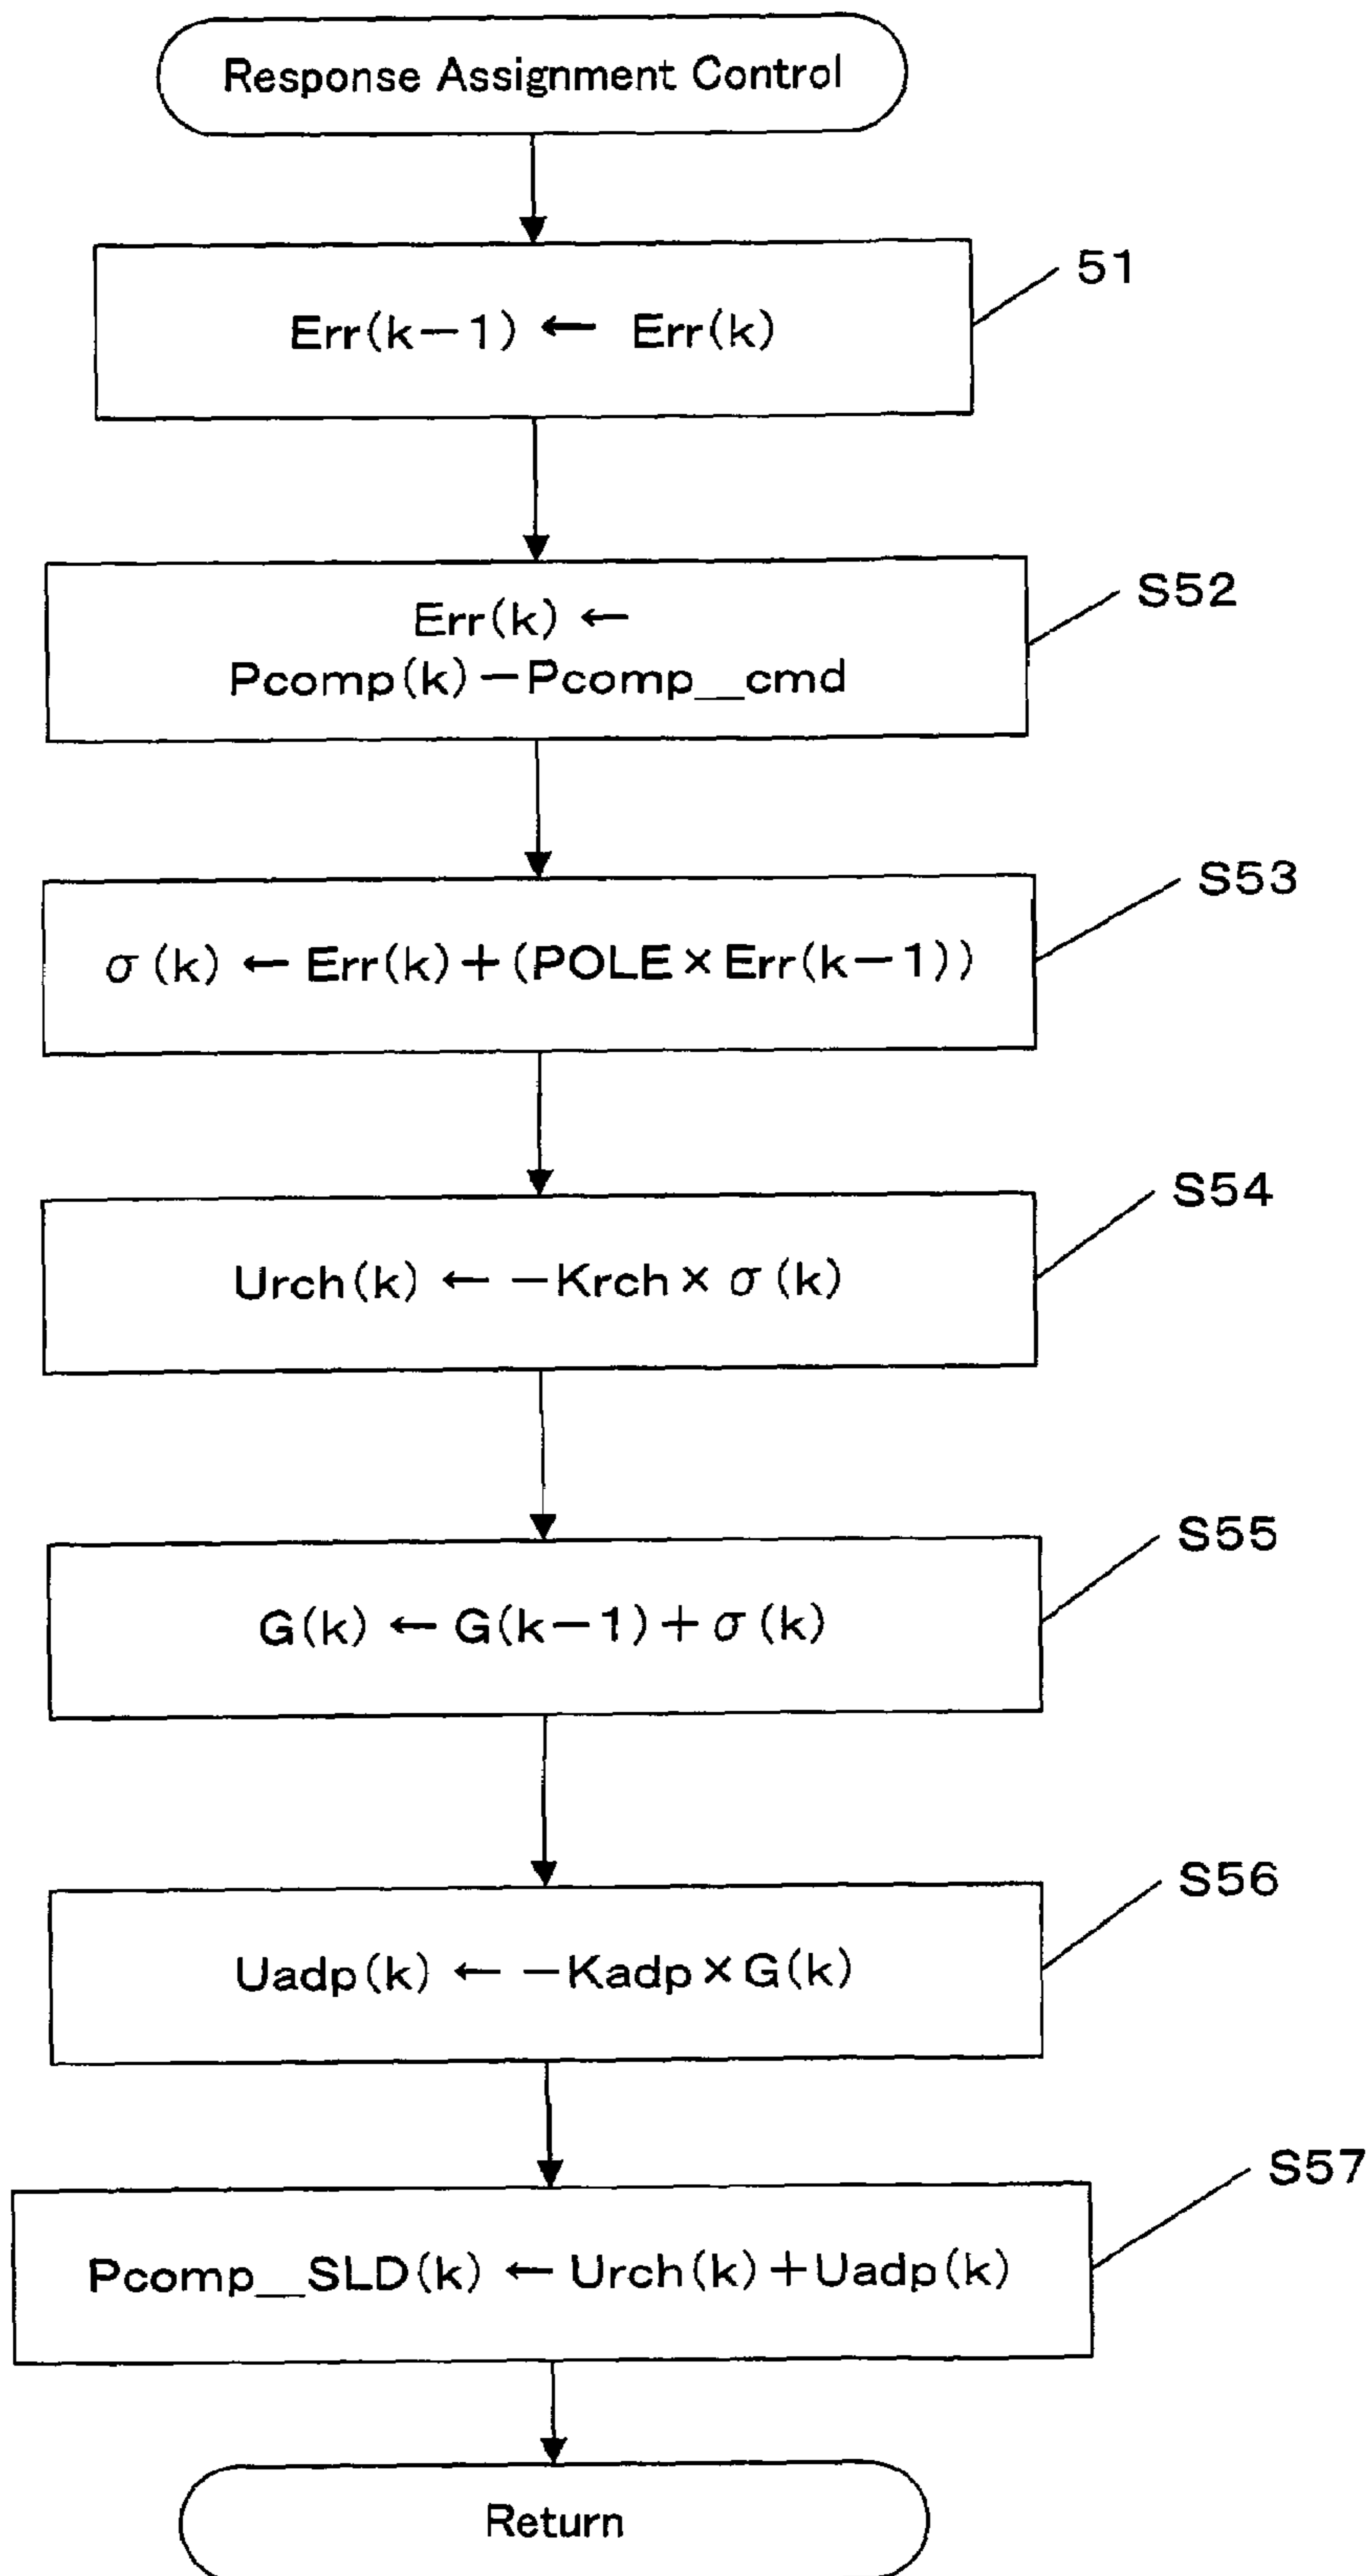 Response Assignment Control
51
Err(k−1) ← Err(k)
S52
Err(k) ←
Pcomp(k)−Pcomp__cmd
S53
σ(k) ← Err(k)+(POLE×Err(k−1))
S54
Urch(k) ← −Krch×σ(k)
S55
G(k) ← G(k−1)+σ(k)
S56
Uadp(k) ← −Kadp×G(k)
S57
Pcomp__SLD(k) ← Urch(k)+Uadp(k)
Return